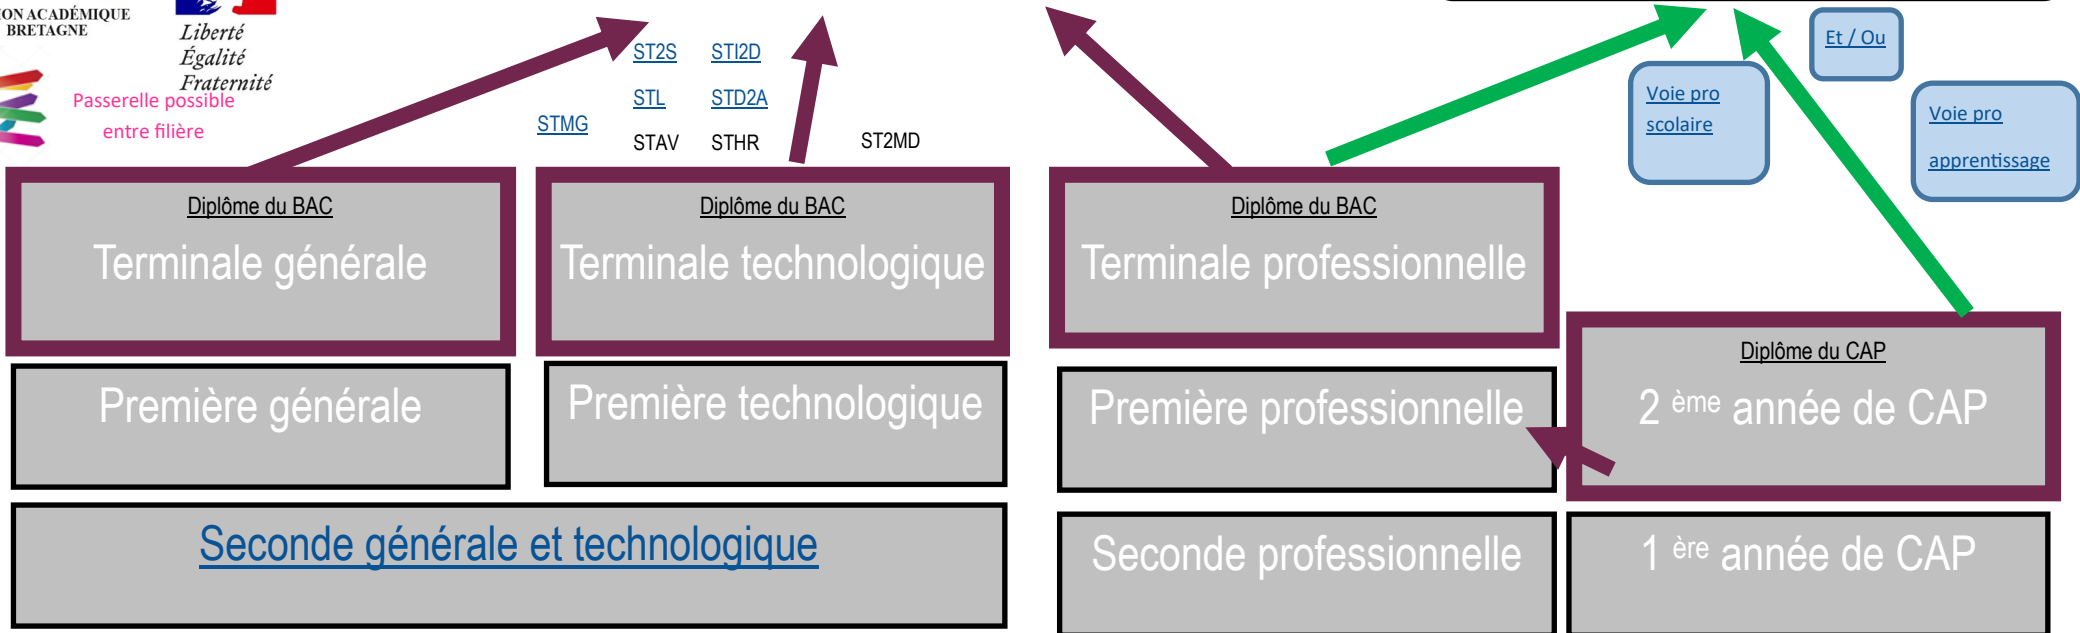 ON ACADÉMIQUE
BRETAGNE
Liberté
Égalité
Fraternité
Passerelle possible
entre filière
ST2S STI2D
STL STD2A
STMG
STAV STHR ST2MD
Et / Ou
Voie pro
scolaire
Voie pro
apprentissage
Diplôme du BAC
Terminale générale
Diplôme du BAC
Terminale technologique
Diplôme du BAC
Terminale professionnelle
Diplôme du CAP
2 ème année de CAP
Première générale
Première technologique
Première professionnelle
Seconde générale et technologique
Seconde professionnelle
1 ère année de CAP